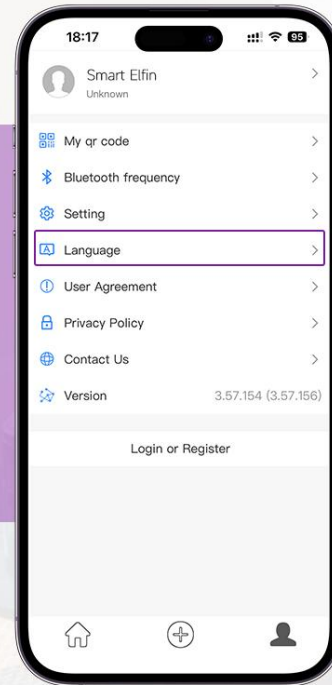 18:17
95
Smart Elfin
Unknown
My qr code
Bluetooth frequency
Setting
Language
User Agreement
Privacy Policy
Contact Us
Version 3.57.154 (3.57.156)
Login or Register